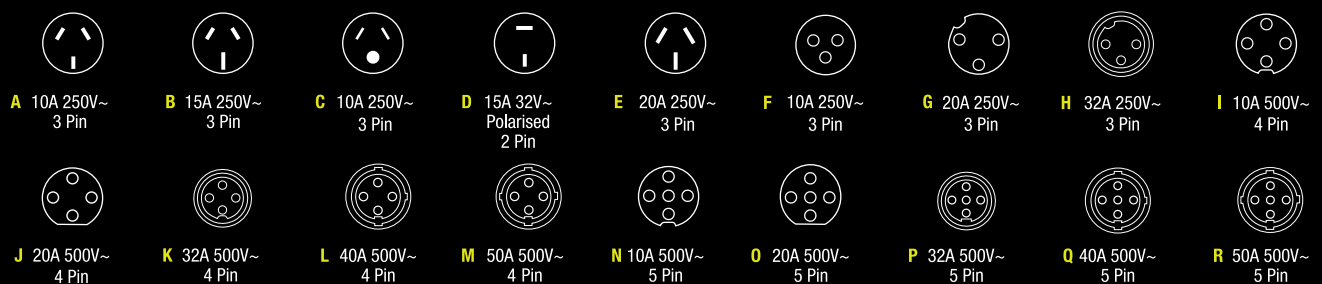 A 10A 250V~
3 Pin
B 15A 250V~
3 Pin
C 10A 250V~
3 Pin
D 15A 32V~
Polarised
2 Pin
E 20A 250V~
3 Pin
F 10A 250V~
3 Pin
G 20A 250V~
3 Pin
H 32A 250V~
3 Pin
I 10A 500V~
4 Pin
J 20A 500V~
4 Pin
K 32A 500V~
4 Pin
L 40A 500V~
4 Pin
M 50A 500V~
4 Pin
N 10A 500V~
5 Pin
O 20A 500V~
5 Pin
P 32A 500V~
5 Pin
Q 40A 500V~
5 Pin
R 50A 500V~
5 Pin